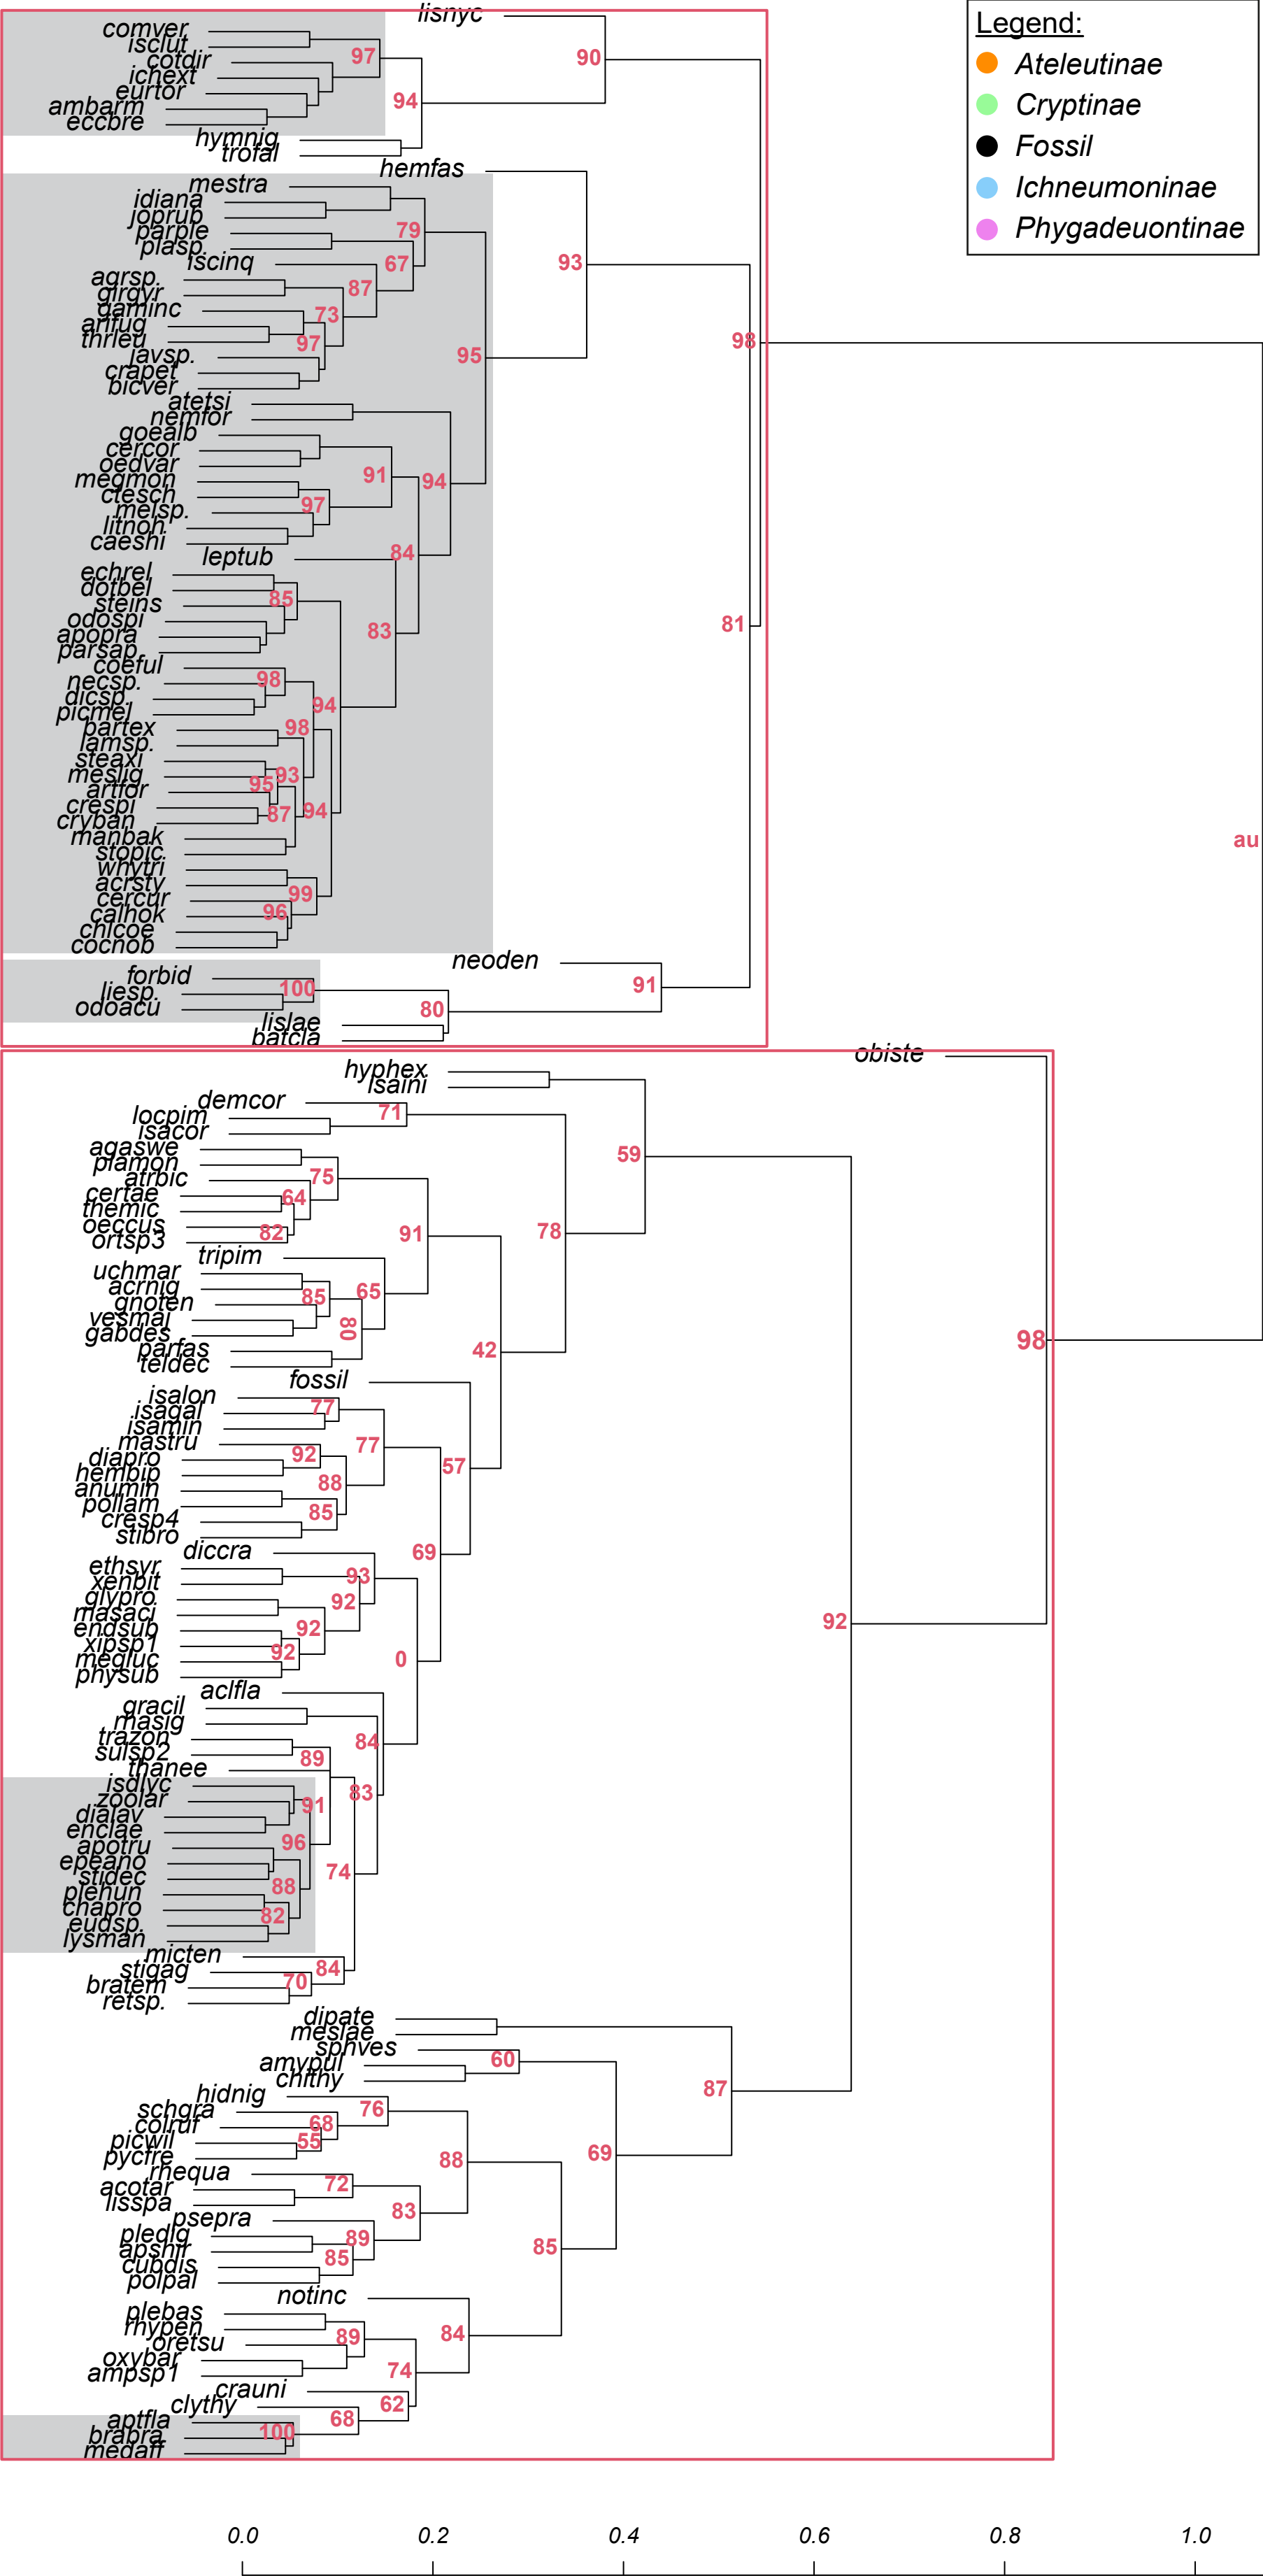 lisnyc
Legend:
Ateleutinae
Cryptinae
Fossil
Ichneumoninae
Phygadeuontinae
comver
isclut
cotdir
ichext
eurtor
ambarm
eccbre
97
90
94
hymnig
trofal
hemfas
mestra
idiana
joprub
parple
plasp.
79
Iscinq
67
93
agrsp.
girgyr
87
gaminc
73
arifug
thrleu
97
98
javsp.
95
crapet
bicver
atetsi
nemfor
goealb
cercor
oedvar
91
94
megmon
ctesch
97
melsp.
litnoh
caeshi
84
leptub
echrel
dotbel
85
steins
odospi
81
apopra
83
parsap
coeful
98
necsp.
dicsp.
94
picmel
98
bartex
lamsp.
steaxi
93
meslig
95
artfor
crespi
87
94
cryban
manbak
au
stopic
whytri
acrsty
99
cercur
96
calhok
chlcoe
cocnob
neoden
forbid
100
91
liesp.
odoacu
80
lislae
batcla
obiste
hyphex
Isaini
demcor
71
locpim
isacor
59
agaswe
plamon
75
atrbic
64
certae
themic
oeccus
82
ortsp3
91
78
tripim
uchmar
acrnig
65
85
gnoten
vesmaj
80
gabdes
98
parfas
teldec
42
fossil
isalon
77
isagal
isamin
mastru
77
diapro
92
57
hembip
88
anumin
pollam
85
cresp4
stibro
diccra
69
ethsyr
93
xenbit
glypro
92
masaci
endsub
92
92
xipsp1
92
megluc
0
physub
aclfla
gracil
masig
trazon
84
sulsp2
89
thanee
isdlyc
83
zoolar
91
dialav
enclae
96
apotru
epeano
74
stidec
88
plehun
chapro
82
eudsp.
lysman
micten
84
stigag
70
bratem
retsp.
dipate
meslae
sphves
60
amypul
chithy
87
hidnig
76
schgra
68
colruf
55
picwil
69
pycfre
88
rhequa
72
acotar
lisspa
83
psepra
pledig
89
apshir
85
85
cubdis
polpal
notinc
plebas
rhypen
84
89
oretsu
oxybar
74
ampsp1
crauni
62
clythy
68
aptfla
100
brabra
medaff
0.0 0.2 0.4 0.6 0.8 1.0